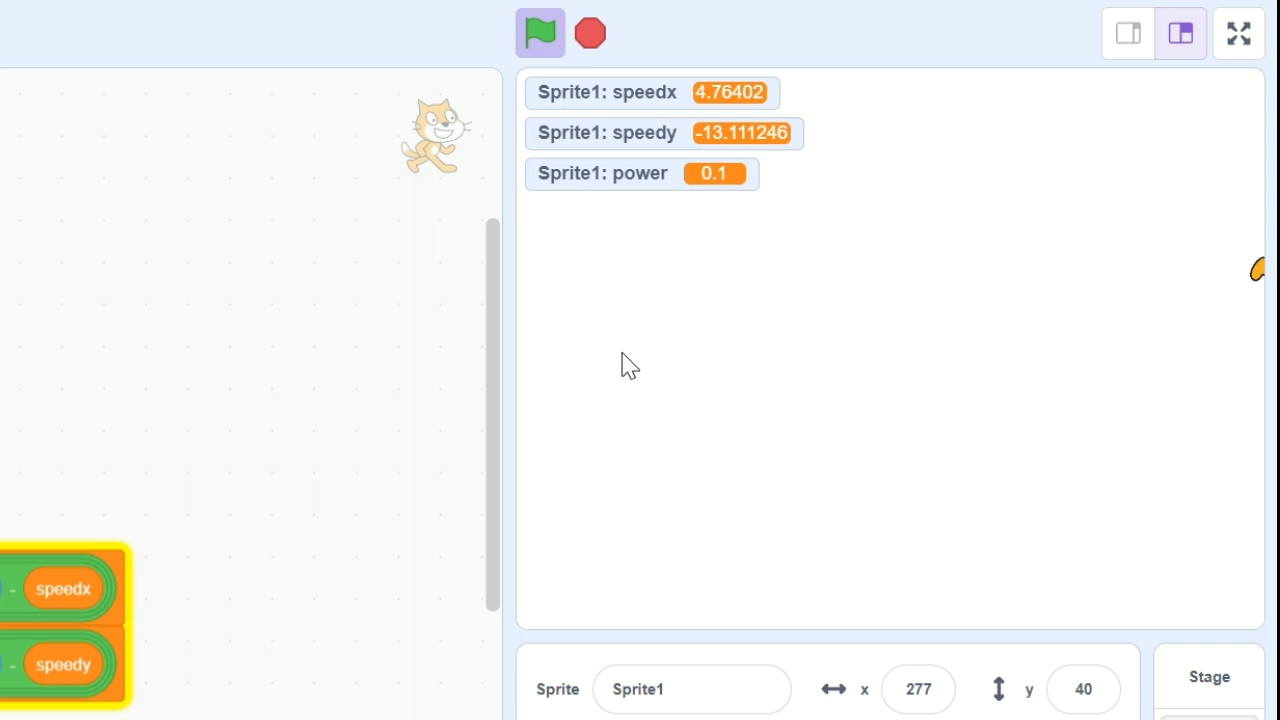 Sprite1: speedx 4.76402
Sprite1: speedy -13.111246
Sprite1: power 0.1
- speedx
- speedy
Sprite Sprite1 x 277 y 40
Stage